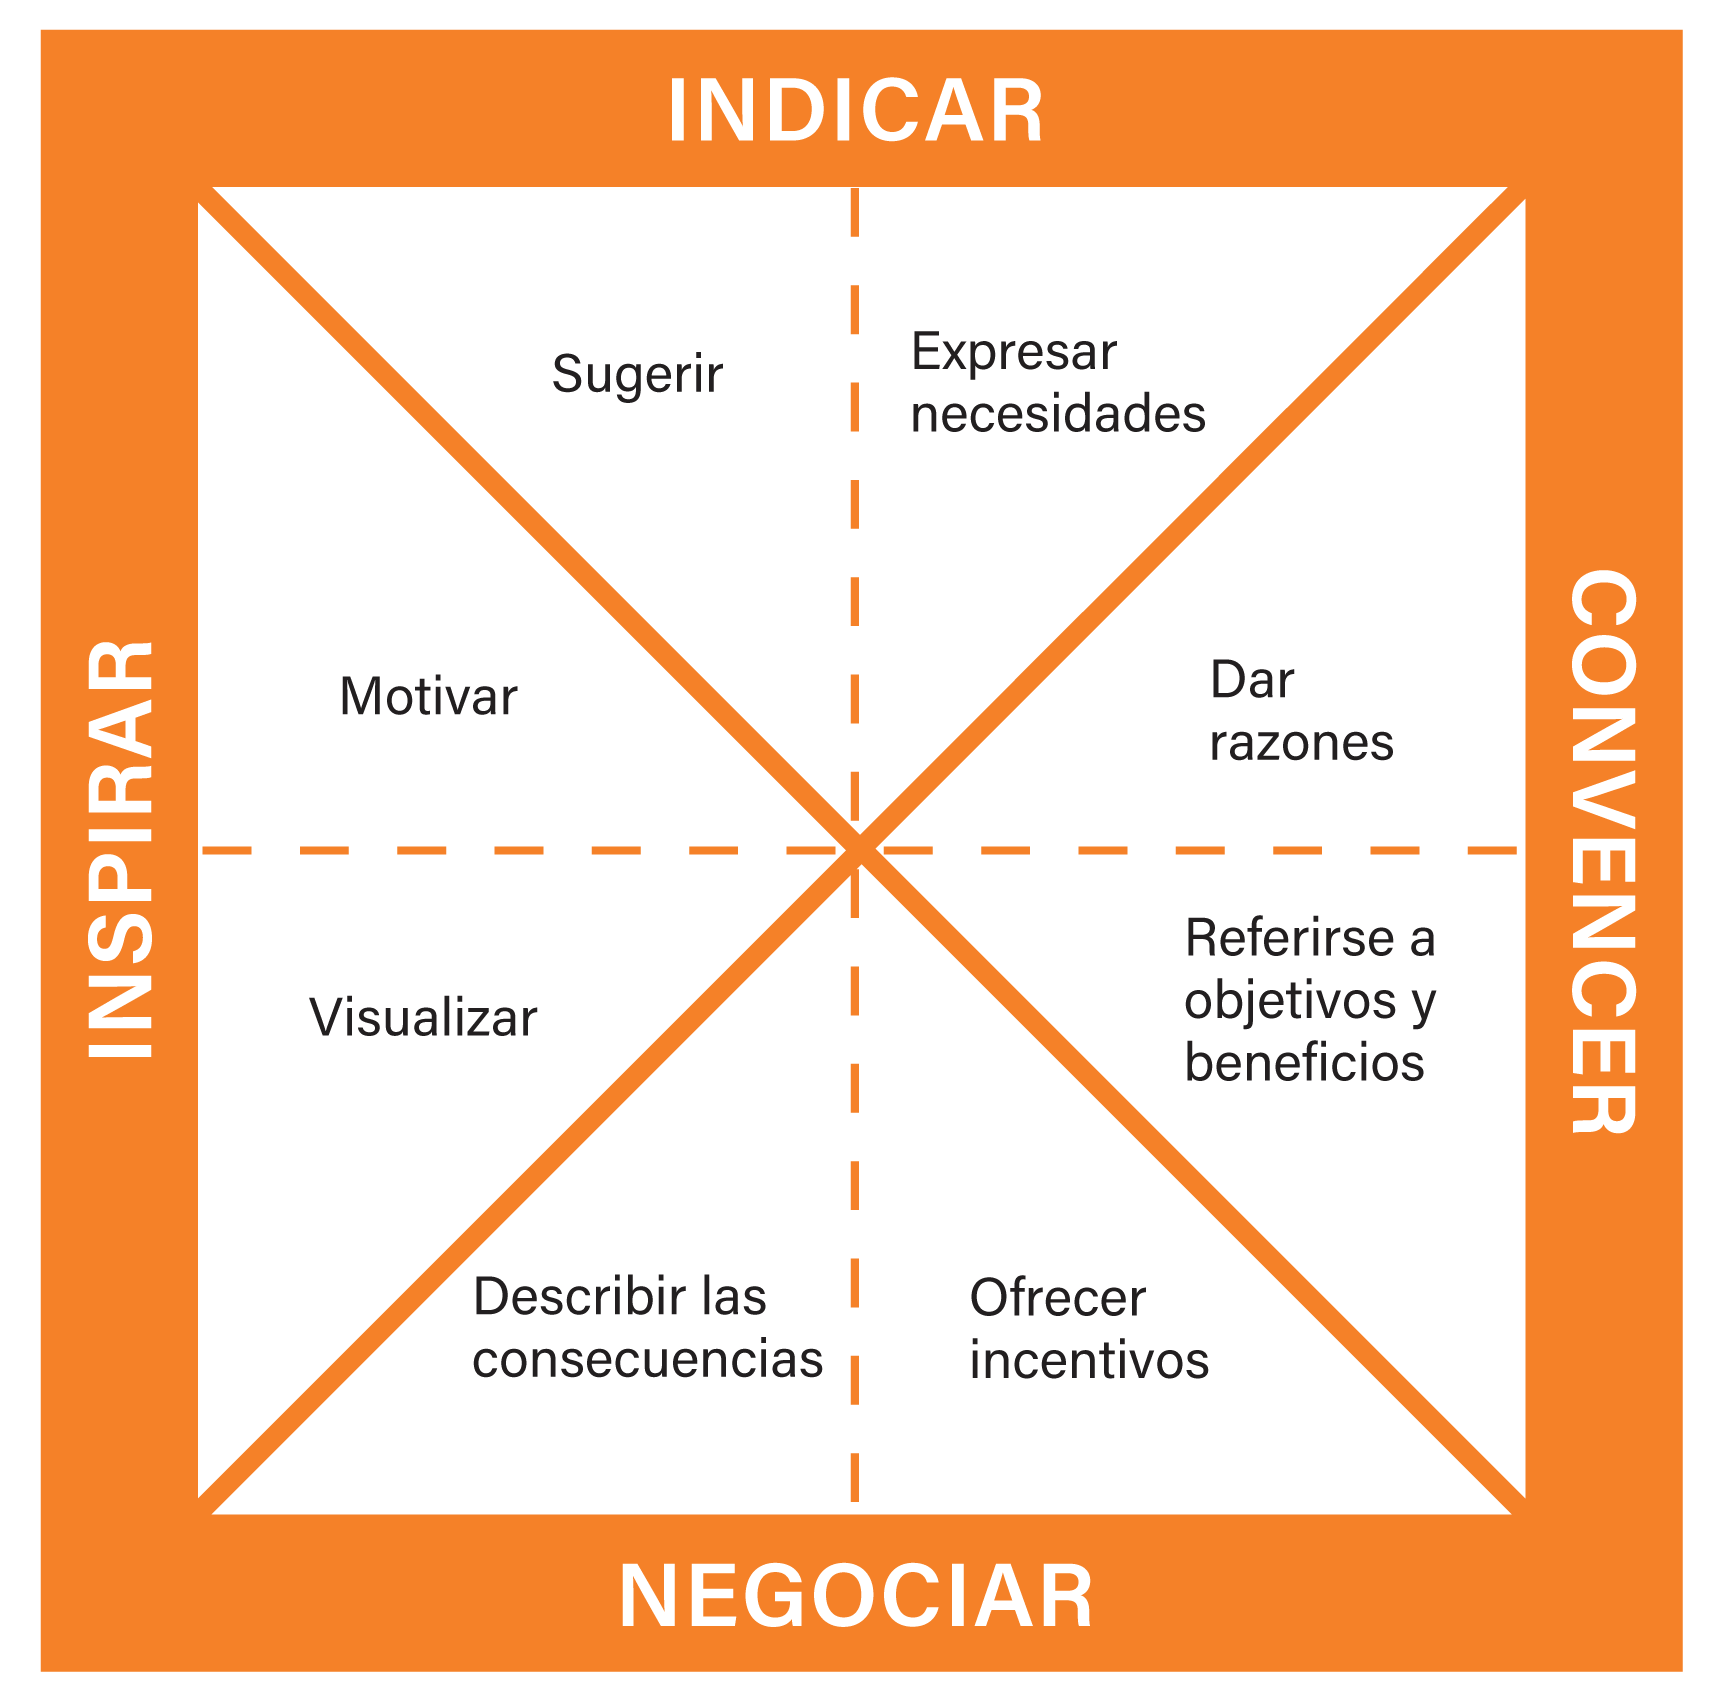 INDICAR
Sugerir
Expresar
necesidades
INSPIRAR
Motivar
Dar
razones
CONVENCER
Visualizar
Referirse a
objetivos y
beneficios
Describir las
consecuencias
Ofrecer
incentivos
NEGOCIAR